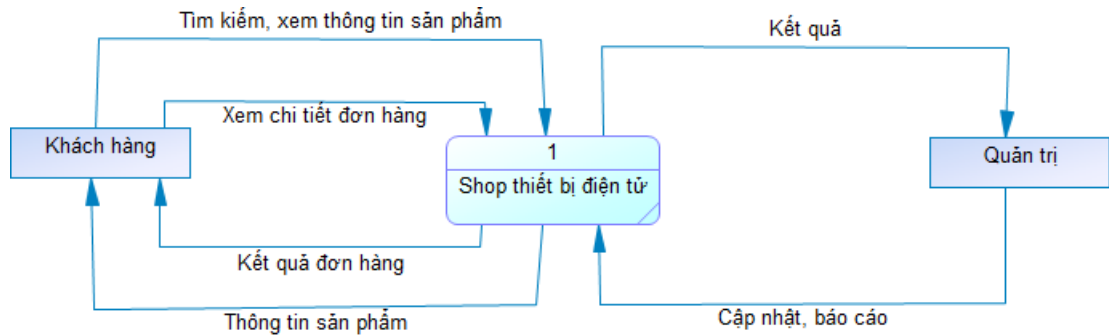 Tìm kiếm, xem thông tin sản phẩm
Kết quả
Xem chi tiết đơn hàng
Khách hàng
1
Shop thiết bị điện tử
Quản trị
Kết quả đơn hàng
Thông tin sản phẩm
Cập nhật, báo cáo